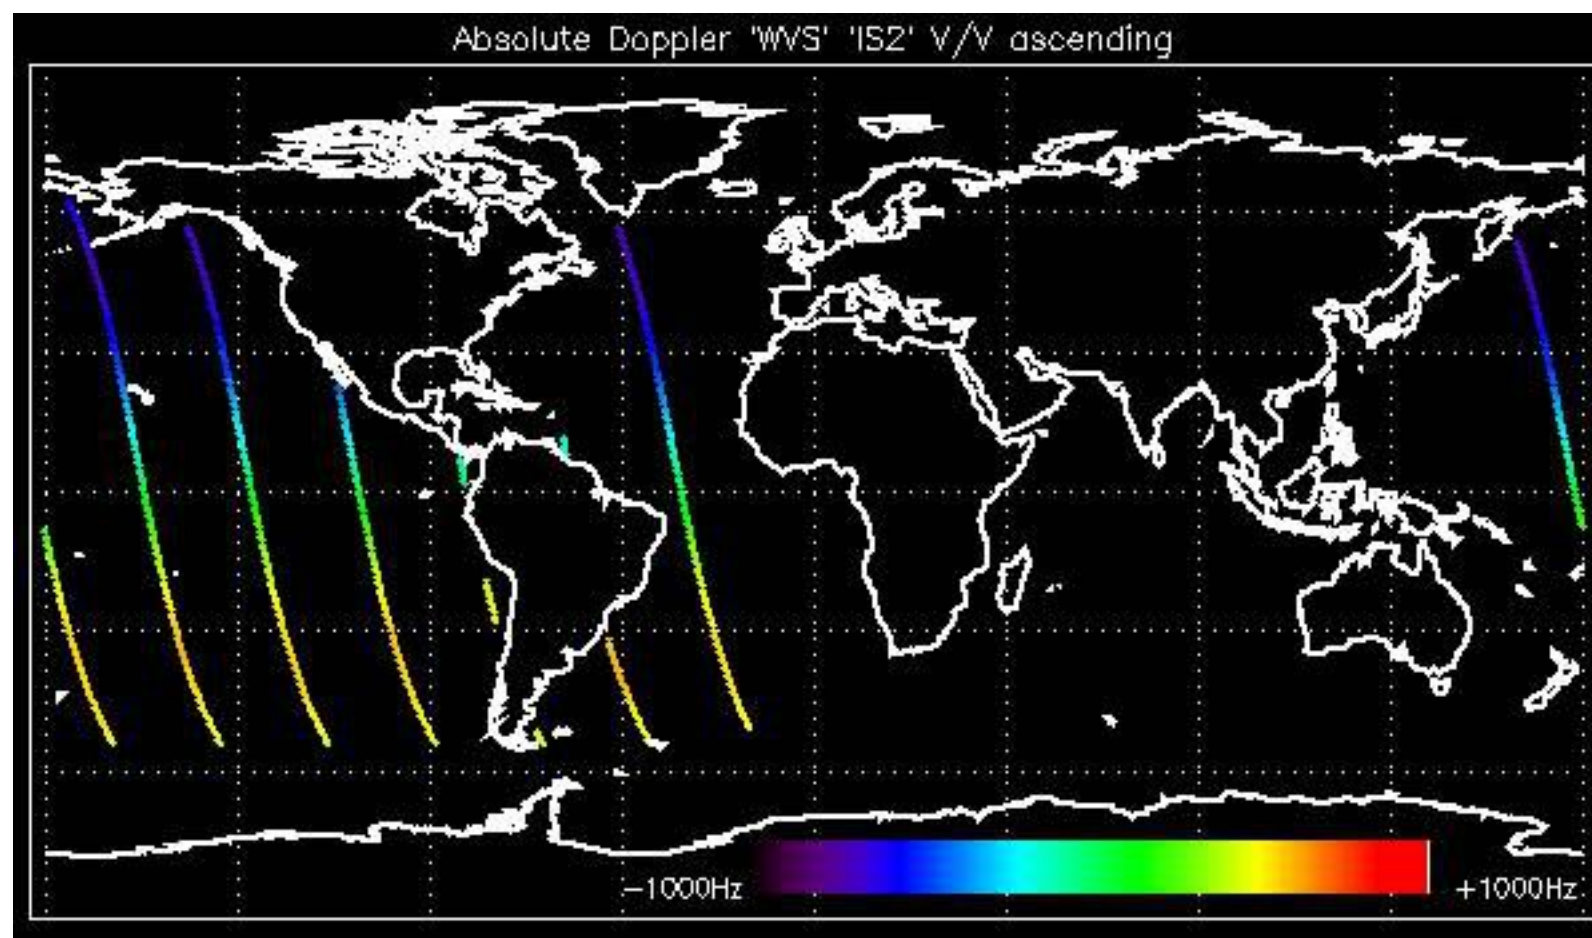 Absolute Doppler 'WVS' 'IS2' V/V ascending
-1000Hz
+1000Hz